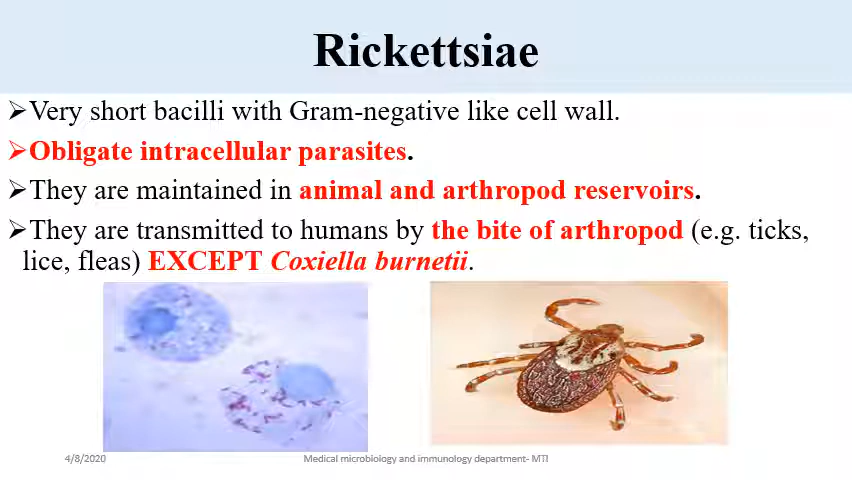 Rickettsiae
➢Very short bacilli with Gram-negative like cell wall.
➢Obligate intracellular parasites.
➢They are maintained in animal and arthropod reservoirs.
➢They are transmitted to humans by the bite of arthropod (e.g. ticks,
lice, fleas) EXCEPT Coxiella burnetii.
4/8/2020 Medical microbiology and immunology department- MTI